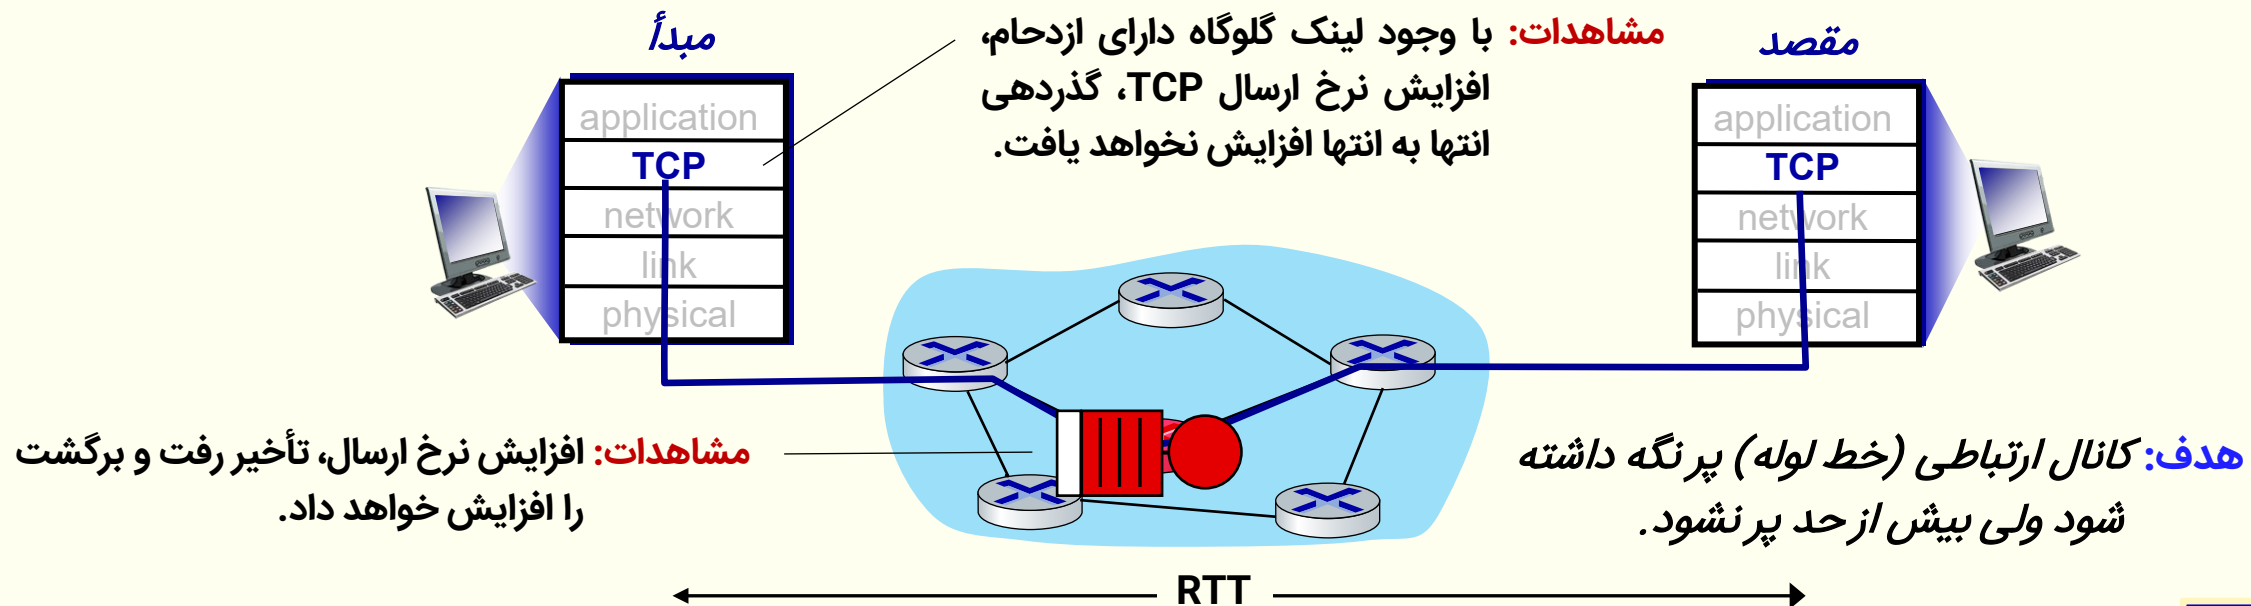 مبدأ
application
TCP
network
link
physical
مشاهدات: با وجود لینک گلوگاه دارای ازدحام،
افزایش نرخ ارسال TCP، گذردهی
انتها به انتها افزایش نخواهد یافت.
مقصد
application
TCP
network
link
physical
مشاهدات: افزایش نرخ ارسال، تأخیر رفت و برگشت
را افزایش خواهد داد.
هدف: کانال ارتباطی (خط لوله) پر نگه داشته
شود ولی بیش از حد پر نشود.
RTT